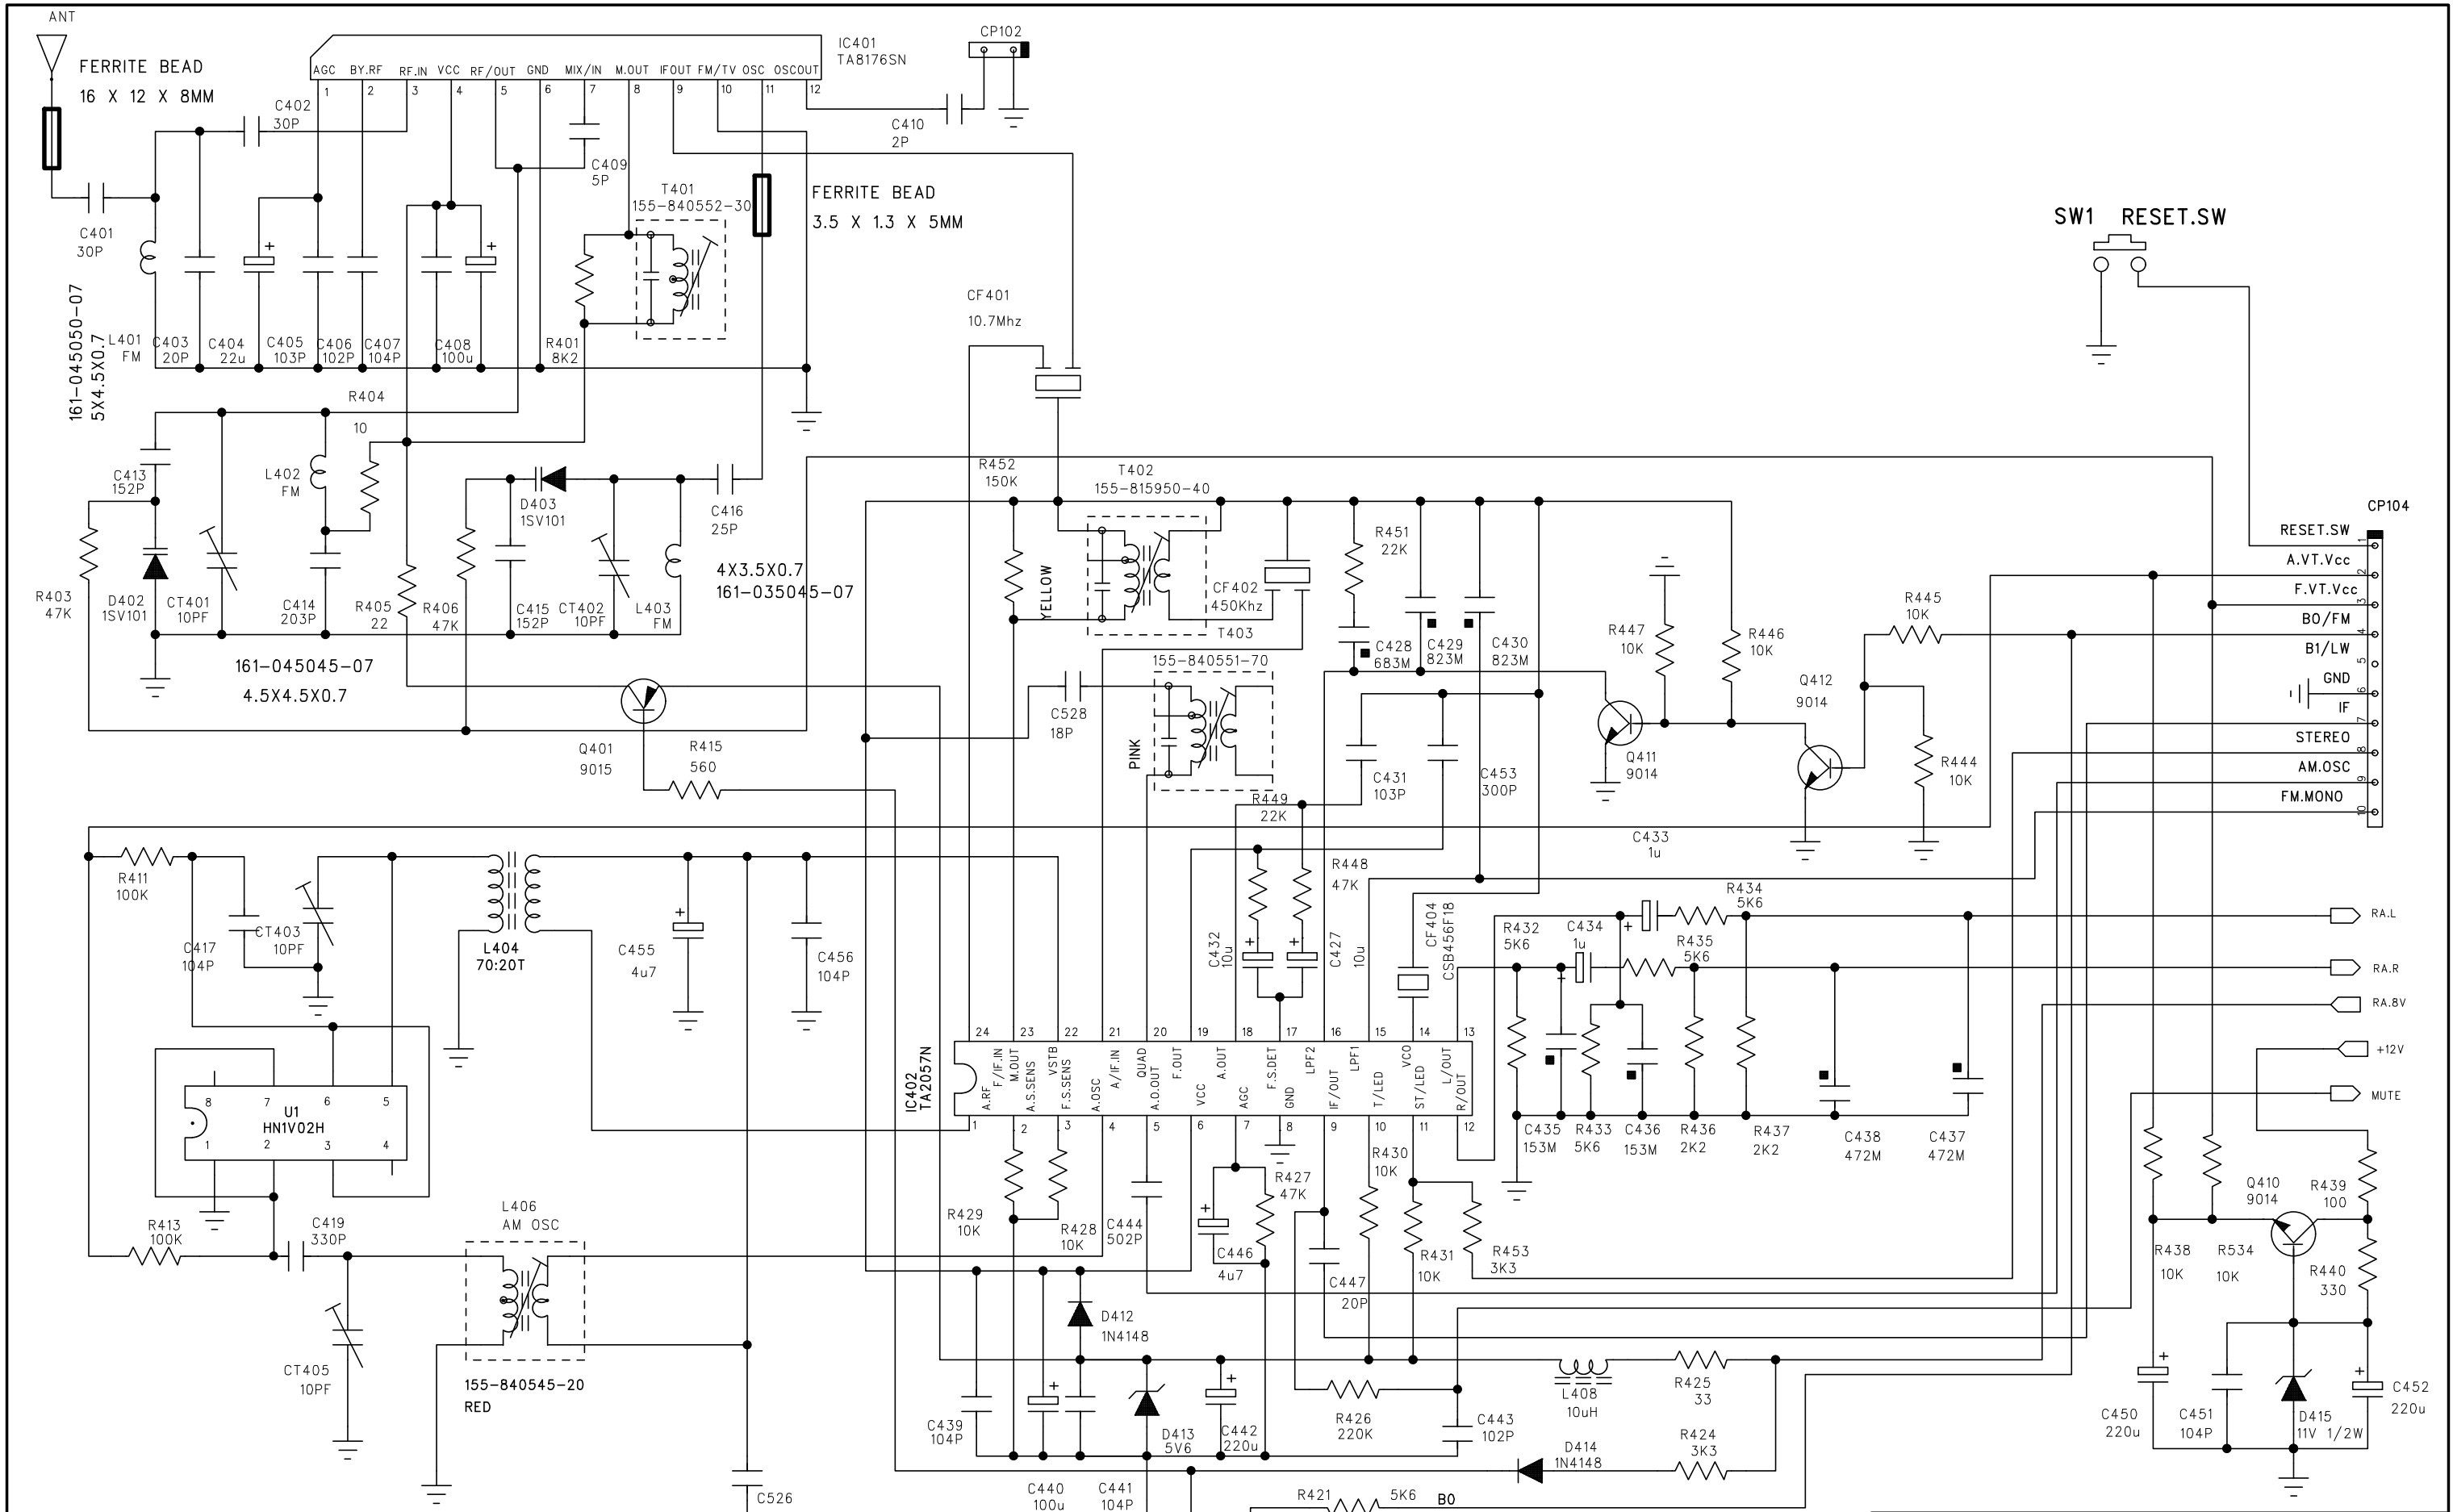 ANT
FERRITE BEAD
16 X 12 X 8MM
IC401
TA8176SN
CP102
AGC BY.RF RF.IN VCC RF/OUT GND MIX/IN M.OUT IFOUT FM/TV OSC OSCOUT
1 2 3 4 5 6 7 8 9 10 11 12
C402
30P
C410
2P
C409
5P
T401
155-840552-30
FERRITE BEAD
3.5 X 1.3 X 5MM
C401
30P
SW1 RESET.SW
161-045050-07
5X4.5X0.7
L401
FM
C403
20P
C404
22u
C405
103P
C406
102P
C407
104P
C408
100u
R401
8K2
CF401
10.7Mhz
R404
10
C413
152P
L402
FM
D403
1SV101
C416
25P
R452
150K
T402
155-815950-40
R451
22K
CP104
RESET.SW
1
A.VT.Vcc
2
F.VT.Vcc
3
B0/FM
4
B1/LW
5
GND
6
IF
7
STEREO
8
AM.OSC
9
FM.MONO
10
R403
47K
D402
1SV101
CT401
10PF
C414
203P
R405
22
R406
47K
C415
152P
CT402
10PF
L403
FM
4X3.5X0.7
161-035045-07
YELLOW
CF402
450Khz
T403
155-840551-70
C428
683M
C429
823M
C430
823M
R447
10K
R446
10K
R445
10K
Q412
9014
161-045045-07
4.5X4.5X0.7
C528
18P
PINK
Q401
9015
R415
560
C431
103P
C453
300P
Q411
9014
R444
10K
R449
22K
C433
1u
R411
100K
R448
47K
C417
104P
CT403
10PF
L404
70:20T
C455
4u7
C456
104P
C432
10u
C427
10u
CF404
CSB456F18
R432
5K6
C434
1u
R434
5K6
R435
5K6
RA.L
RA.R
RA.8V
+12V
MUTE
IC402
TA2057N
24 23 22 21 20 19 18 17 16 15 14 13
F/IF.IN
M.OUT
VSTB
A/IF.IN
QUAD
F.OUT
A.OUT
F.S.DET
LPF2
LPF1
VCO
L/OUT
A.RF
A.S.SENS
F.S.SENS
A.OSC
A.D.OUT
VCC
AGC
GND
IF/OUT
T/LED
ST/LED
R/OUT
1 2 3 4 5 6 7 8 9 10 11 12
8 7 6 5
U1
HN1V02H
1 2 3 4
C435
153M
R433
5K6
C436
153M
R436
2K2
R437
2K2
C438
472M
C437
472M
R413
100K
C419
330P
L406
AM OSC
R429
10K
R428
10K
C444
502P
R427
47K
C446
4u7
R430
10K
C447
20P
R431
10K
R453
3K3
R438
10K
R534
10K
Q410
9014
R439
100
R440
330
CT405
10PF
155-840545-20
RED
D412
1N4148
C439
104P
C440
100u
C441
104P
D413
5V6
C442
220u
R426
220K
C443
102P
L408
10uH
R425
33
D414
1N4148
R424
3K3
C450
220u
C451
104P
D415
11V 1/2W
C452
220u
C526
R421
5K6
B0